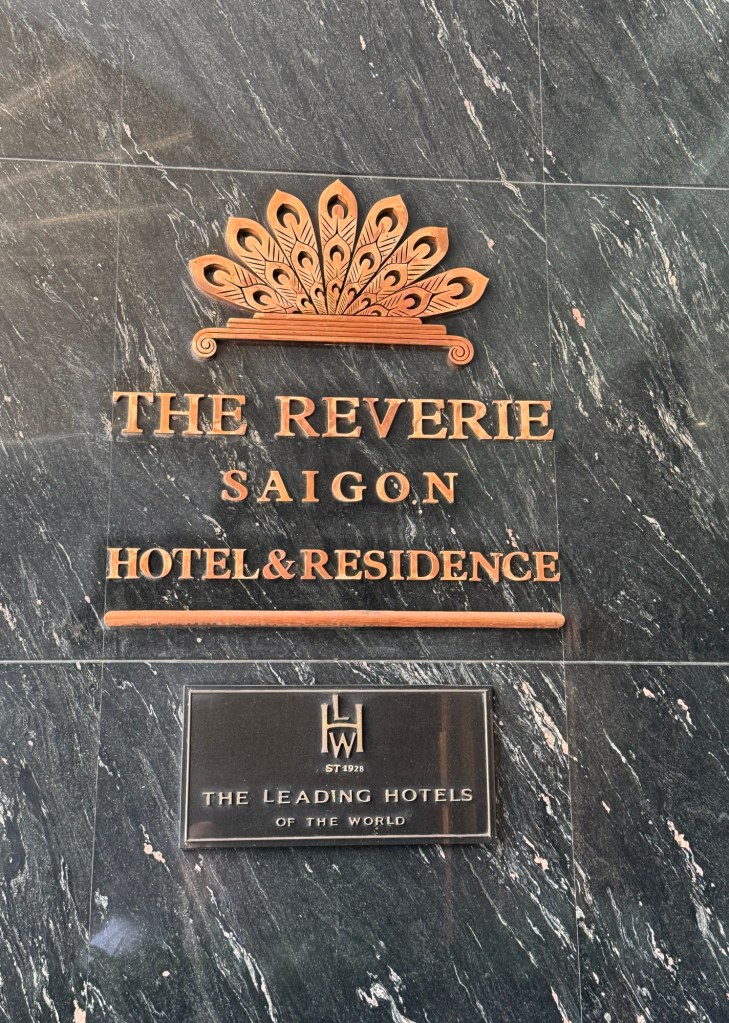 THE REVERIE
SAIGON
HOTEL&RESIDENCE
LHW
ST 1928
THE LEADING HOTELS
OF THE WORLD